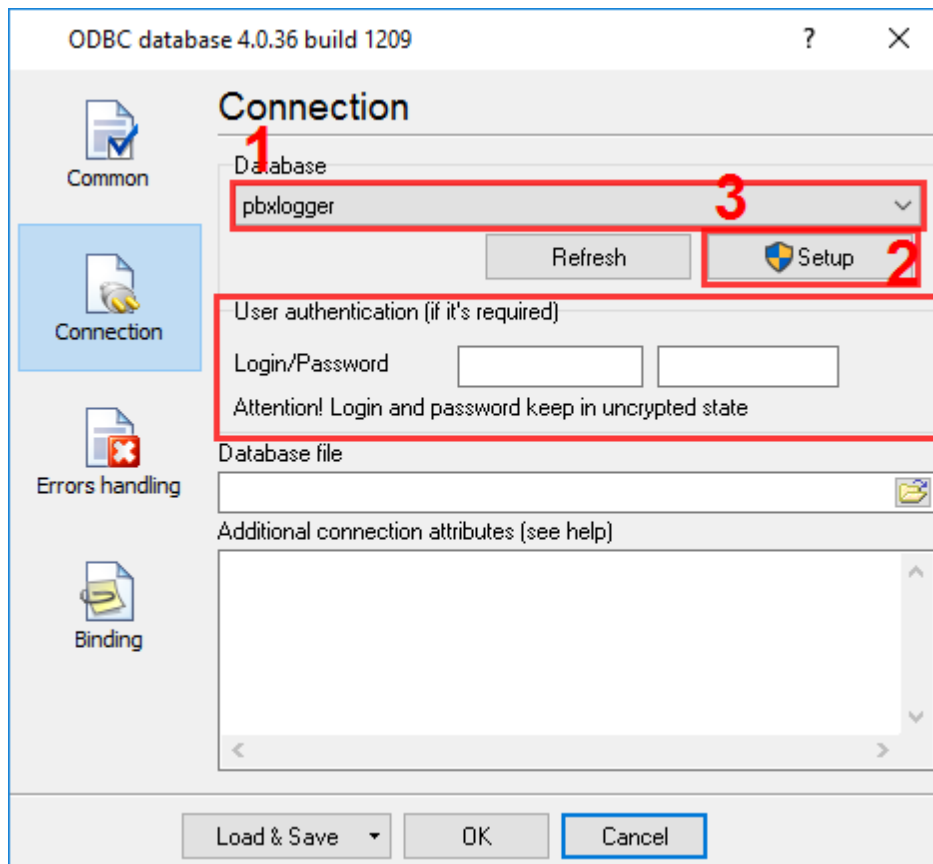 ODBC database 4.0.36 build 1209
?
Common
Connection
Errors handling
Binding
Connection
1
Database
pbxlogger
3
Refresh
Setup
2
User authentication (if it's required)
Login/Password
Attention! Login and password keep in uncrypted state
Database file
Additional connection attributes (see help)
Load & Save
OK
Cancel